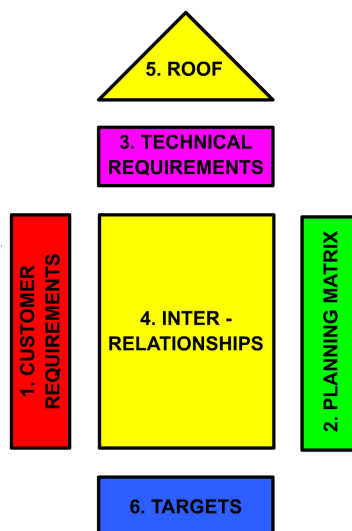 5. ROOF
3. TECHNICAL
REQUIREMENTS
1. CUSTOMER
REQUIREMENTS
4. INTER -
RELATIONSHIPS
2. PLANNING MATRIX
6. TARGETS